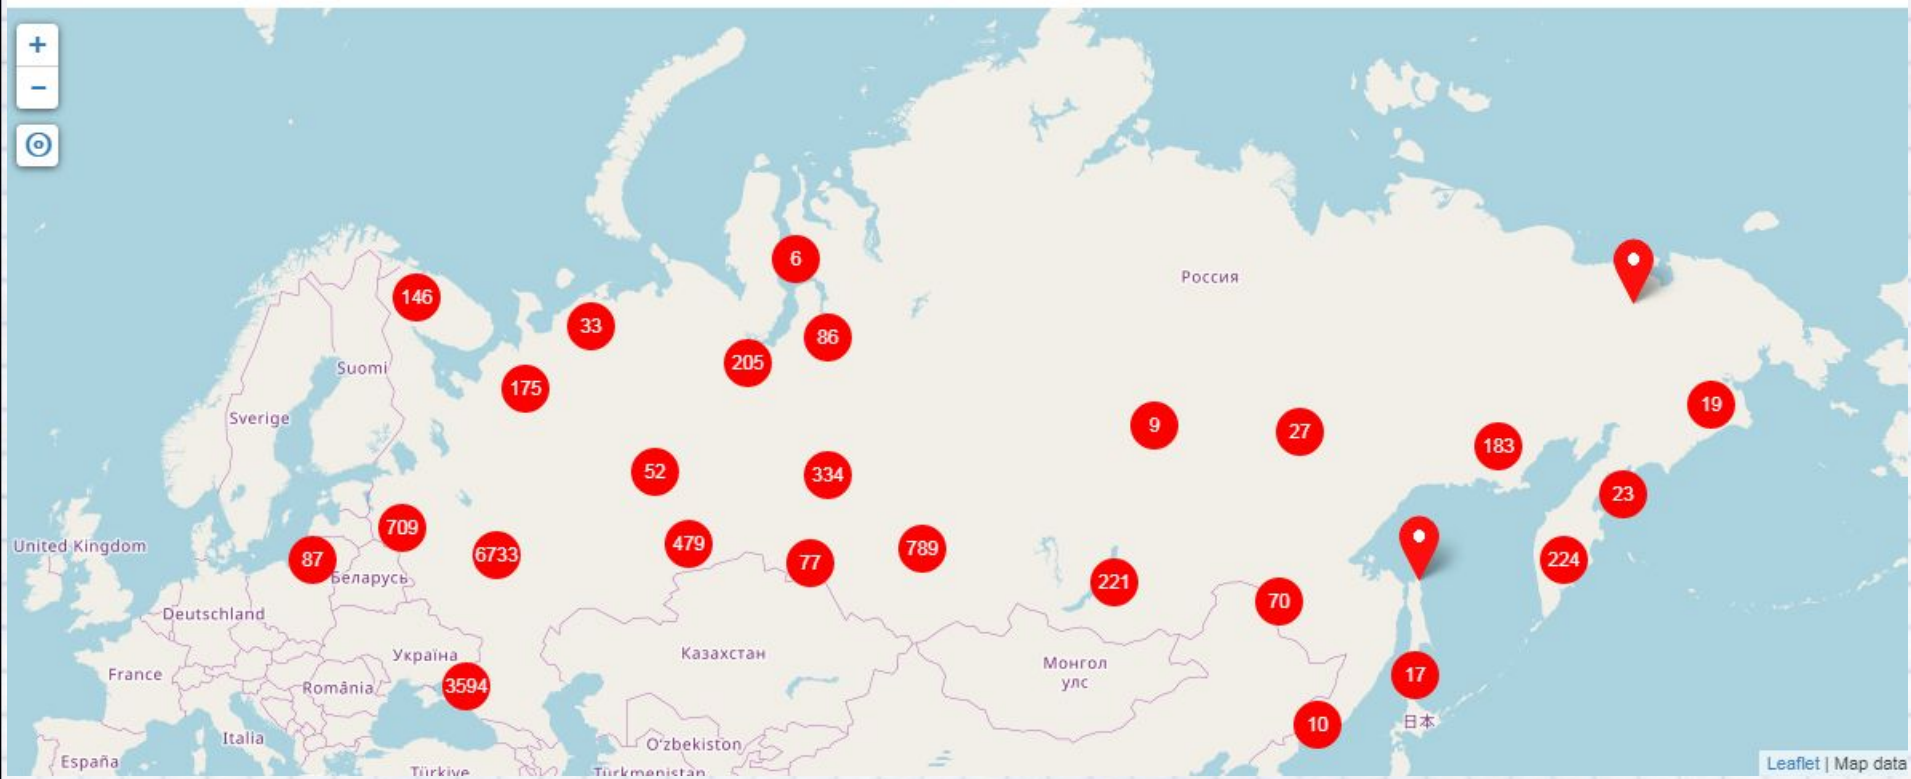 +
−
6
Россия
146
33
86
205
Suomi
175
19
Sverige
9
27
183
52
334
23
709
6733
479
789
United Kingdom
87
77
224
Беларусь
221
Deutschland
70
Україна
Казахстан
Монгол
улс
France
România
3594
17
10
日本
Italia
Oʻzbekiston
España
Türkiye
Türkmenistan
Leaflet | Map data